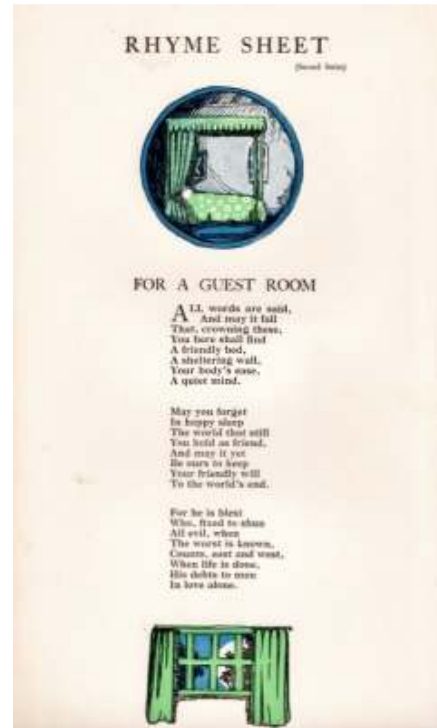 RHYME SHEET
(Second Series)
FOR A GUEST ROOM
ALL words are said,
And may it fall
That, crowning these,
You here shall find
A friendly bed,
A sheltering wall,
Your body's ease,
A quiet mind.
May you forget
In happy sleep
The world that still
You hold as friend,
And may it yet
Be ours to keep
Your friendly will
To the world's end.
For he is blest
Who, fixed to shun
All evil, when
The worst is known,
Counts, east and west,
When life is done,
His debts to men
In love alone.